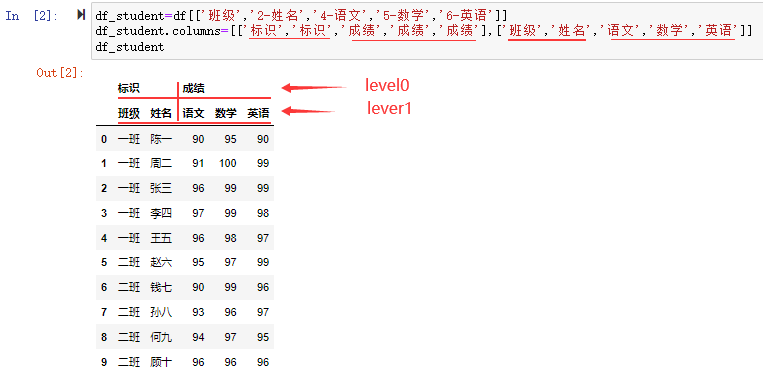 In [2]: df_student=df[['班级','2-姓名','4-语文','5-数学','6-英语']]
df_student.columns=[['标识','标识','成绩','成绩','成绩'],['班级','姓名','语文','数学','英语']]
df_student
Out[2]:
标识 成绩 level0
班级 姓名 语文 数学 英语 lever1
0 一班 陈一 90 95 90
1 一班 周二 91 100 99
2 一班 张三 96 99 99
3 一班 李四 97 99 98
4 一班 王五 96 98 97
5 二班 赵六 95 97 99
6 二班 钱七 90 99 96
7 二班 孙八 93 96 97
8 二班 何九 94 97 95
9 二班 顾十 96 96 96